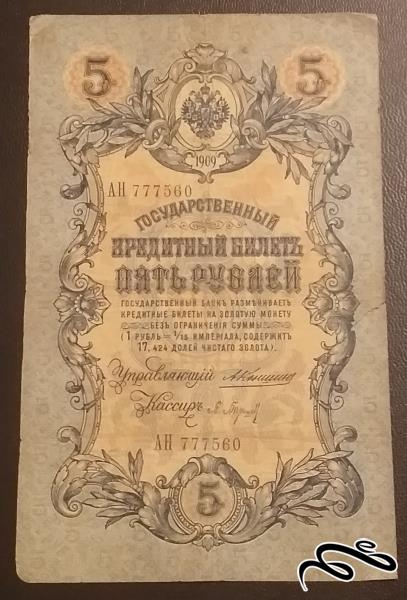 5 5
1909
АН 777560
ГОСУДАРСТВЕННЫЙ
КРЕДИТНЫЙ БИЛЕТЪ
ПЯТЬ РУБЛЕЙ
ГОСУДАРСТВЕННЫЙ БАНКЪ РАЗМѢНИВАЕТЪ
КРЕДИТНЫЕ БИЛЕТЫ НА ЗОЛОТУЮ МОНЕТУ
БЕЗЪ ОГРАНИЧЕНІЯ СУММЫ
(1 РУБЛЬ = 1/15 ИМПЕРІАЛА, СОДЕРЖИТЪ
17,424 ДОЛЕЙ ЧИСТАГО ЗОЛОТА).
Управляющій
Кассиръ
АН 777560
5